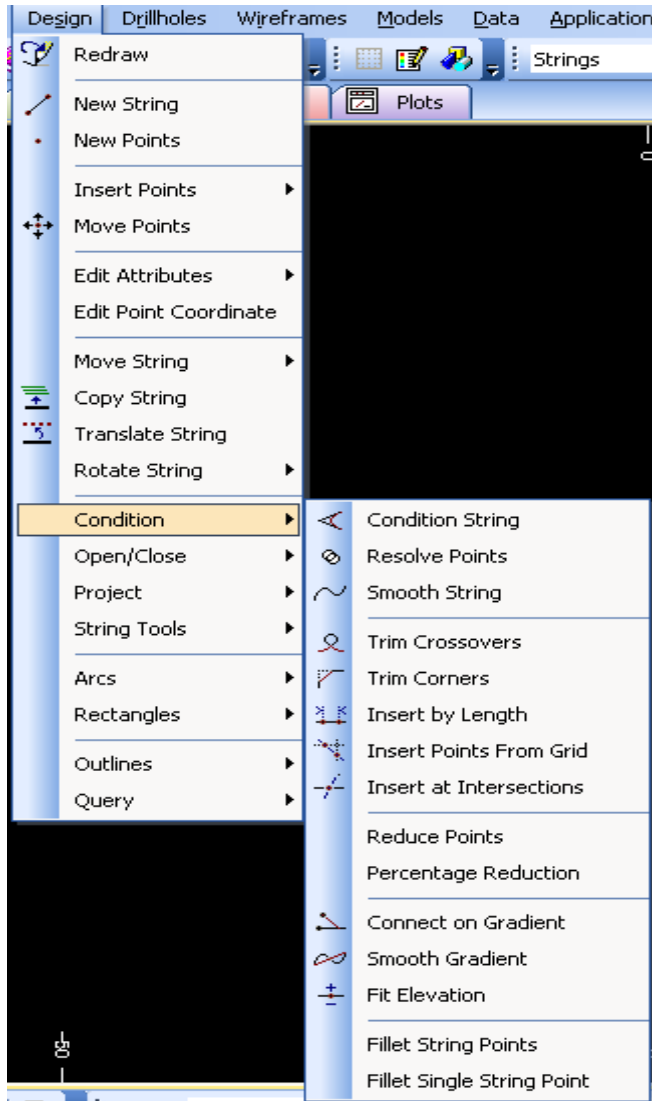 Design Drillholes Wireframes Models Data Application
Strings
Plots
Redraw
New String
New Points
Insert Points
Move Points
Edit Attributes
Edit Point Coordinate
Move String
Copy String
Translate String
Rotate String
Condition
Open/Close
Project
String Tools
Arcs
Rectangles
Outlines
Query
Condition String
Resolve Points
Smooth String
Trim Crossovers
Trim Corners
Insert by Length
Insert Points From Grid
Insert at Intersections
Reduce Points
Percentage Reduction
Connect on Gradient
Smooth Gradient
Fit Elevation
Fillet String Points
Fillet Single String Point
-50
0